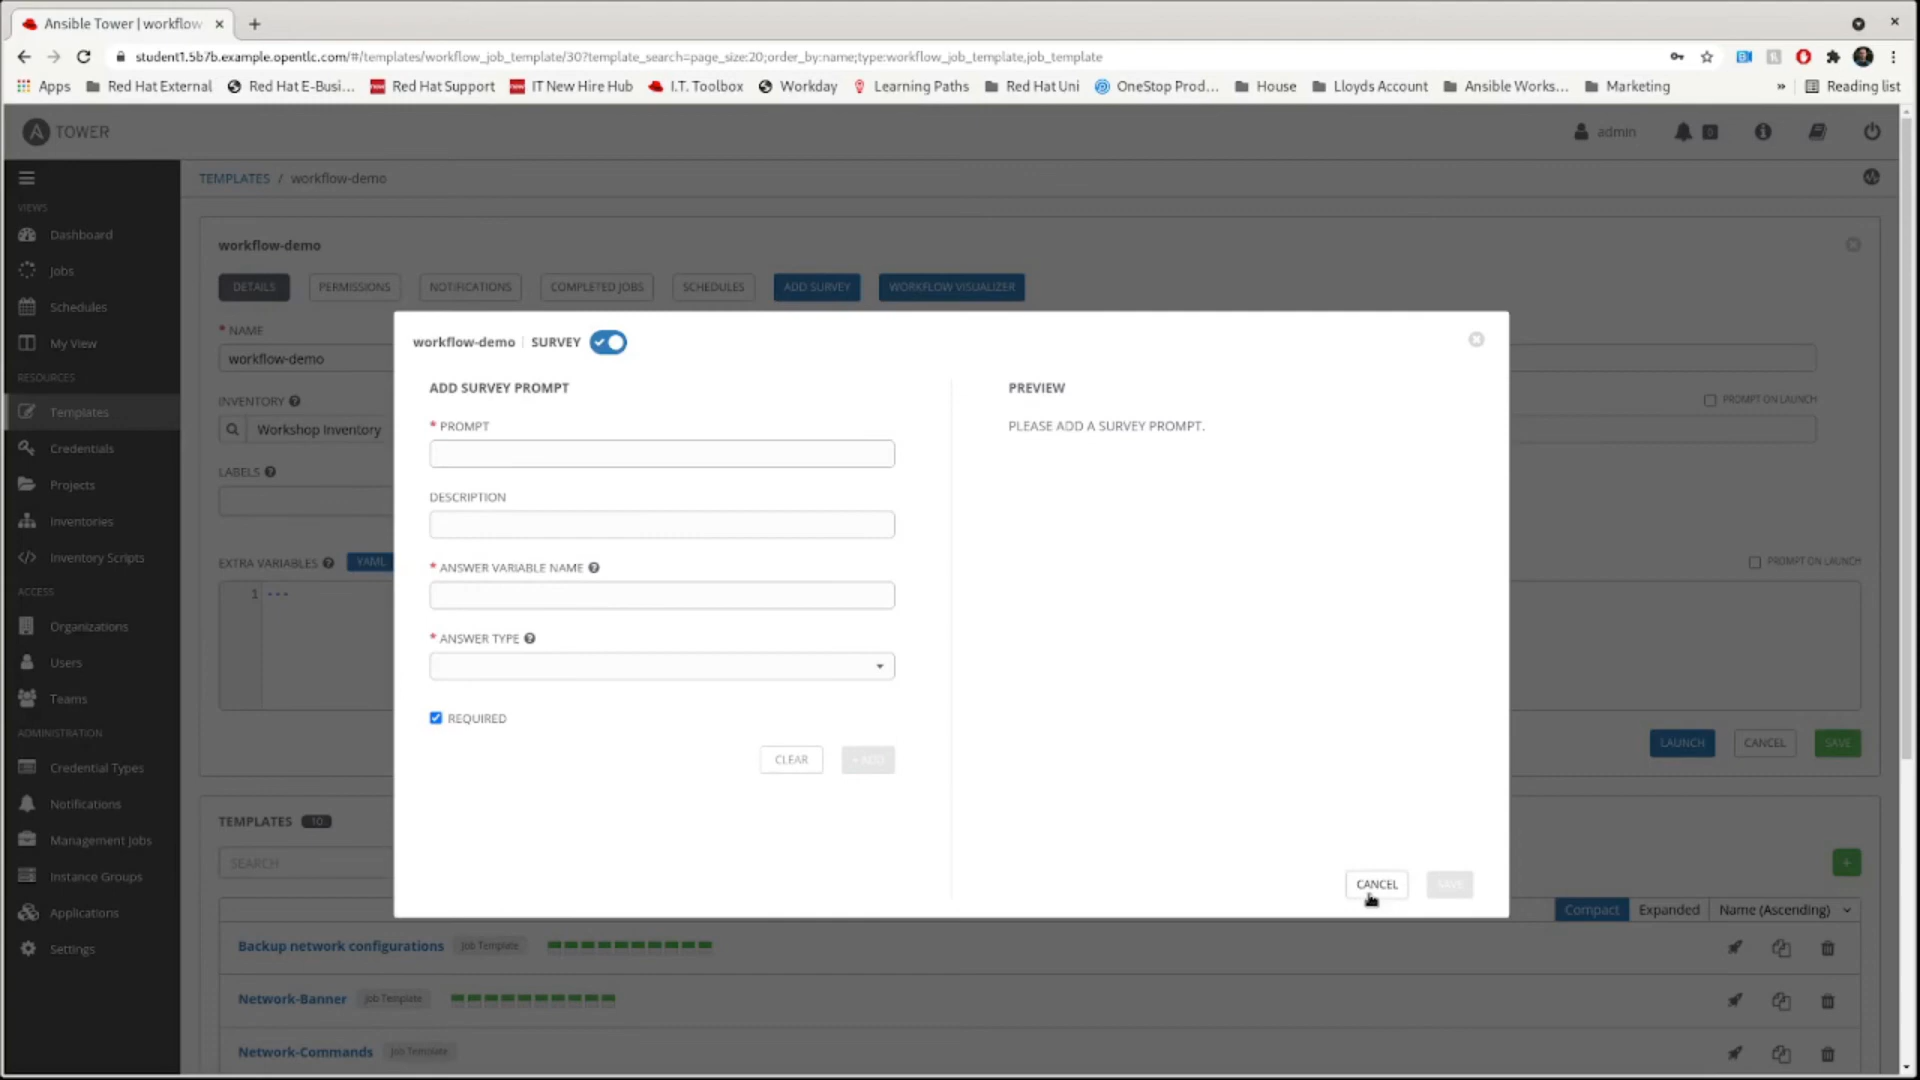 Ansible Tower | workflow
student1.5b7b.example.opentlc.com/#/templates/workflow_job_template/30?template_search=page_size:20;order_by:name;type:workflow_job_template,job_template
Apps Red Hat External Red Hat E-Busi... Red Hat Support IT New Hire Hub I.T. Toolbox Workday Learning Paths Red Hat Uni OneStop Prod... House Lloyds Account Ansible Works... Marketing » Reading list
A TOWER admin 0
TEMPLATES / workflow-demo
VIEWS
Dashboard
Jobs
Schedules
My View
RESOURCES
Templates
Credentials
Projects
Inventories
Inventory Scripts
ACCESS
Organizations
Users
Teams
ADMINISTRATION
Credential Types
Notifications
Management Jobs
Instance Groups
Applications
Settings
workflow-demo
DETAILS PERMISSIONS NOTIFICATIONS COMPLETED JOBS SCHEDULES ADD SURVEY WORKFLOW VISUALIZER
* NAME
workflow-demo
INVENTORY
Workshop Inventory
PROMPT ON LAUNCH
LABELS
EXTRA VARIABLES YAML
PROMPT ON LAUNCH
1 ---
LAUNCH CANCEL SAVE
workflow-demo SURVEY
ADD SURVEY PROMPT
* PROMPT
DESCRIPTION
* ANSWER VARIABLE NAME
* ANSWER TYPE
REQUIRED
CLEAR + ADD
PREVIEW
PLEASE ADD A SURVEY PROMPT.
CANCEL SAVE
TEMPLATES 10
SEARCH
+
Compact Expanded Name (Ascending)
Backup network configurations Job Template
Network-Banner Job Template
Network-Commands Job Template